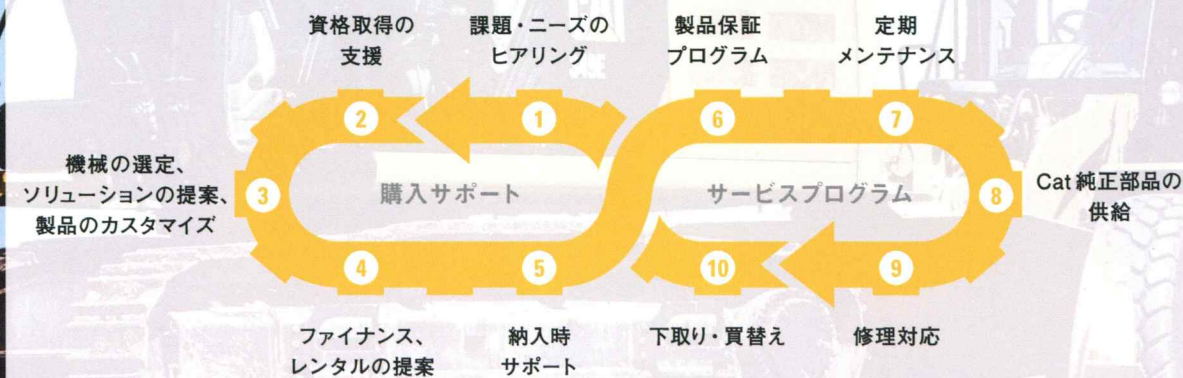 資格取得の
支援
課題・ニーズの
ヒアリング
製品保証
プログラム
定期
メンテナンス
2
1
6
7
機械の選定、
ソリューションの提案、
製品のカスタマイズ
3
購入サポート
サービスプログラム
8
Cat 純正部品の
供給
4
5
10
9
ファイナンス、
レンタルの提案
納入時
サポート
下取り・買替え
修理対応